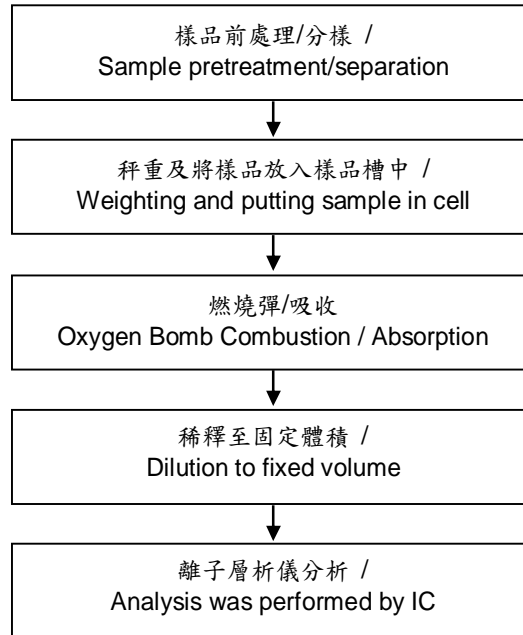 樣品前處理/分樣 /
Sample pretreatment/separation
秤重及將樣品放入樣品槽中 /
Weighting and putting sample in cell
燃燒彈/吸收
Oxygen Bomb Combustion / Absorption
稀釋至固定體積 /
Dilution to fixed volume
離子層析儀分析 /
Analysis was performed by IC